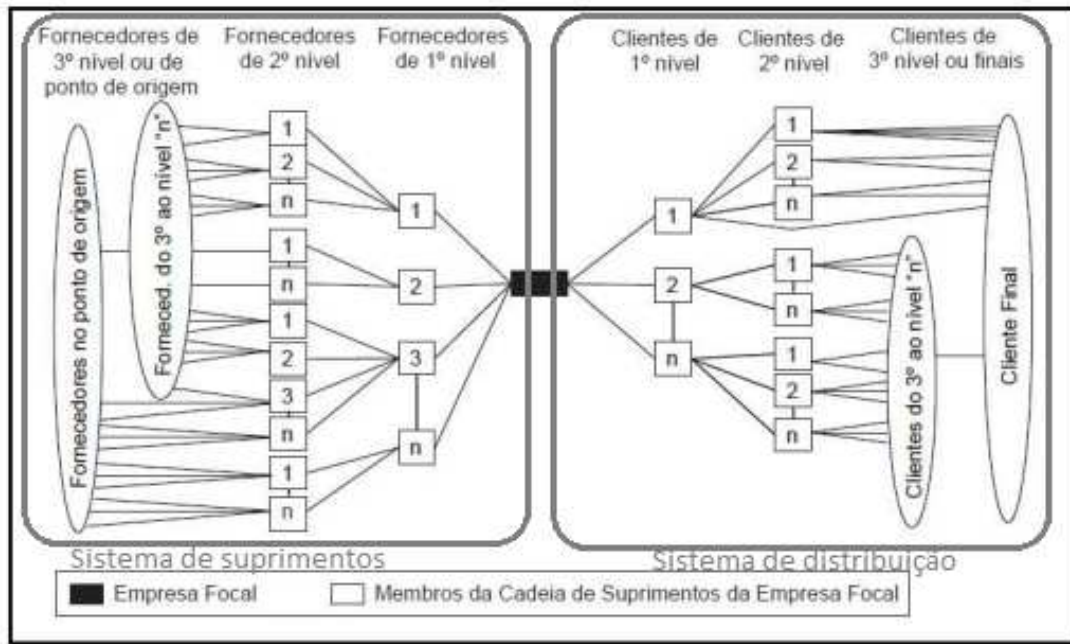 Fornecedores de
3º nível ou de
ponto de origem
Fornecedores
de 2º nível
Fornecedores
de 1º nível
Clientes de
1º nível
Clientes de
2º nível
Clientes de
3º nível ou finais
Fornecedores no ponto de origem
Forneced. do 3º ao nível "n"
1
2
n
1
n
1
2
3
n
1
n
1
2
3
n
1
2
n
1
2
n
1
n
1
2
n
Clientes do 3º ao nível "n"
Cliente Final
Sistema de suprimentos
Sistema de distribuição
Empresa Focal
Membros da Cadeia de Suprimentos da Empresa Focal